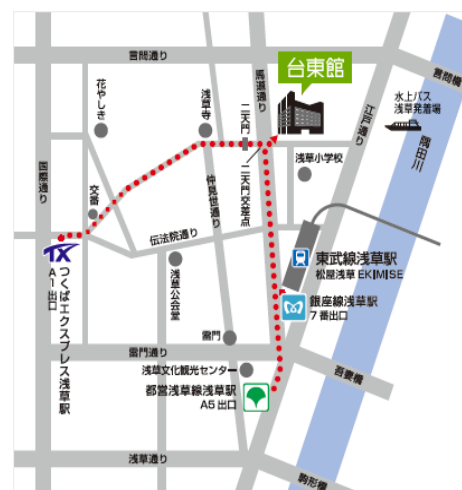 言問通り
馬道通り
台東館
花やしき
浅草寺
二天門
江戸通り
水上バス
浅草発着場
言問橋
隅田川
国際通り
交番
仲見世通り
二天門交差点
浅草小学校
伝法院通り
TX
A1出口
つくばエクスプレス浅草駅
浅草公会堂
東武線浅草駅
松屋浅草 EKIMISE
銀座線浅草駅
7番出口
雷門
雷門通り
浅草文化観光センター
吾妻橋
都営浅草線浅草駅
A5出口
浅草通り
駒形橋